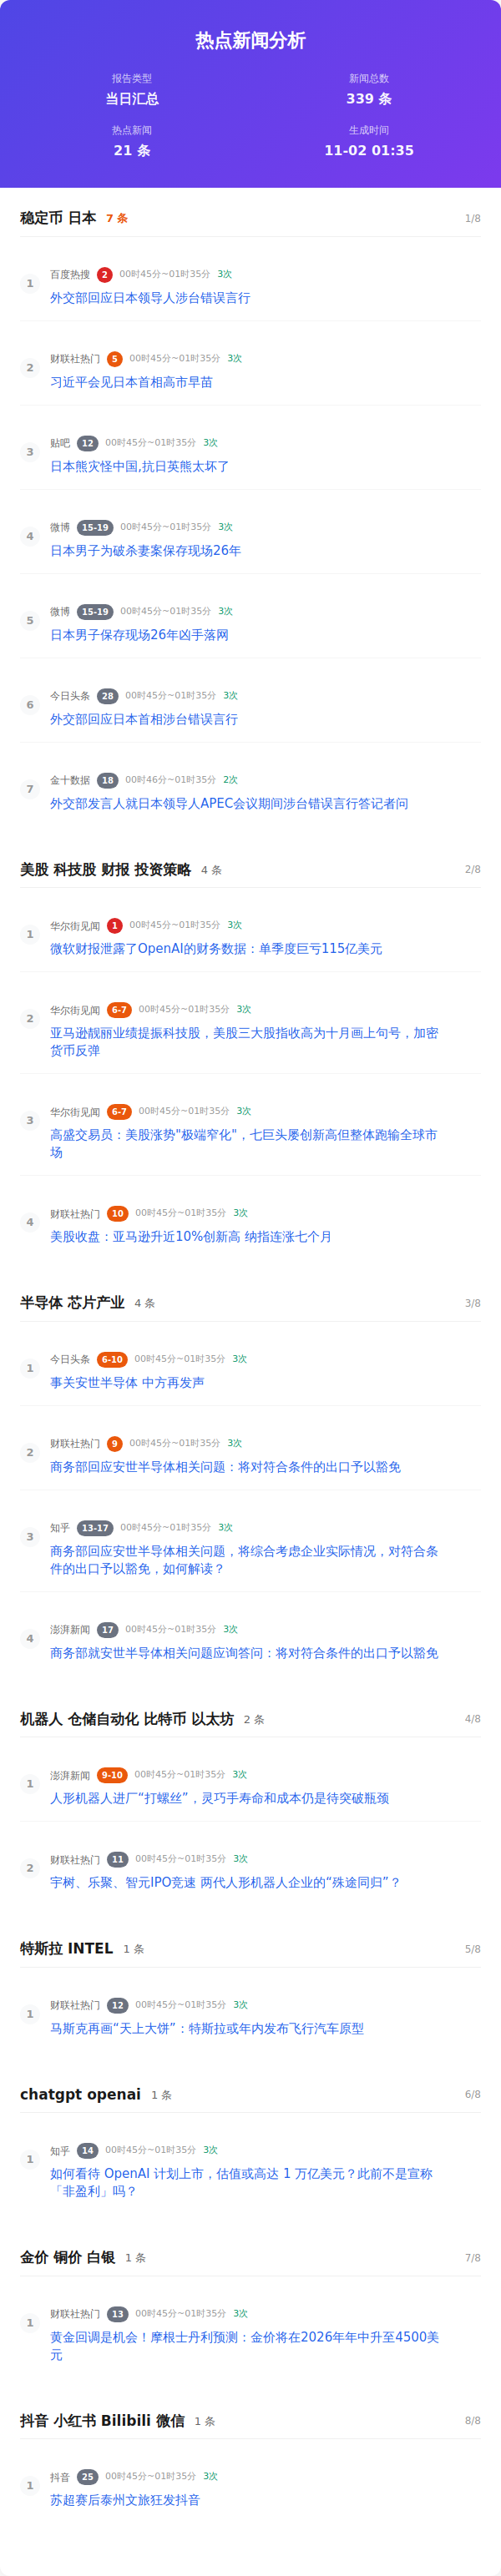 热点新闻分析
报告类型
当日汇总
新闻总数
339 条
热点新闻
21 条
生成时间
11-02 01:35
稳定币 日本 7 条 1/8
1
百度热搜 2 00时45分~01时35分 3次
外交部回应日本领导人涉台错误言行
2
财联社热门 5 00时45分~01时35分 3次
习近平会见日本首相高市早苗
3
贴吧 12 00时45分~01时35分 3次
日本熊灾怪中国,抗日英熊太坏了
4
微博 15-19 00时45分~01时35分 3次
日本男子为破杀妻案保存现场26年
5
微博 15-19 00时45分~01时35分 3次
日本男子保存现场26年凶手落网
6
今日头条 28 00时45分~01时35分 3次
外交部回应日本首相涉台错误言行
7
金十数据 18 00时46分~01时35分 2次
外交部发言人就日本领导人APEC会议期间涉台错误言行答记者问
美股 科技股 财报 投资策略 4 条 2/8
1
华尔街见闻 1 00时45分~01时35分 3次
微软财报泄露了OpenAI的财务数据：单季度巨亏115亿美元
2
华尔街见闻 6-7 00时45分~01时35分 3次
亚马逊靓丽业绩提振科技股，美股三大股指收高为十月画上句号，加密
货币反弹
3
华尔街见闻 6-7 00时45分~01时35分 3次
高盛交易员：美股涨势"极端窄化"，七巨头屡创新高但整体跑输全球市
场
4
财联社热门 10 00时45分~01时35分 3次
美股收盘：亚马逊升近10%创新高 纳指连涨七个月
半导体 芯片产业 4 条 3/8
1
今日头条 6-10 00时45分~01时35分 3次
事关安世半导体 中方再发声
2
财联社热门 9 00时45分~01时35分 3次
商务部回应安世半导体相关问题：将对符合条件的出口予以豁免
3
知乎 13-17 00时45分~01时35分 3次
商务部回应安世半导体相关问题，将综合考虑企业实际情况，对符合条
件的出口予以豁免，如何解读？
4
澎湃新闻 17 00时45分~01时35分 3次
商务部就安世半导体相关问题应询答问：将对符合条件的出口予以豁免
机器人 仓储自动化 比特币 以太坊 2 条 4/8
1
澎湃新闻 9-10 00时45分~01时35分 3次
人形机器人进厂“打螺丝”，灵巧手寿命和成本仍是待突破瓶颈
2
财联社热门 11 00时45分~01时35分 3次
宇树、乐聚、智元IPO竞速 两代人形机器人企业的“殊途同归”？
特斯拉 INTEL 1 条 5/8
1
财联社热门 12 00时45分~01时35分 3次
马斯克再画“天上大饼”：特斯拉或年内发布飞行汽车原型
chatgpt openai 1 条 6/8
1
知乎 14 00时45分~01时35分 3次
如何看待 OpenAI 计划上市，估值或高达 1 万亿美元？此前不是宣称
「非盈利」吗？
金价 铜价 白银 1 条 7/8
1
财联社热门 13 00时45分~01时35分 3次
黄金回调是机会！摩根士丹利预测：金价将在2026年年中升至4500美
元
抖音 小红书 Bilibili 微信 1 条 8/8
1
抖音 25 00时45分~01时35分 3次
苏超赛后泰州文旅狂发抖音